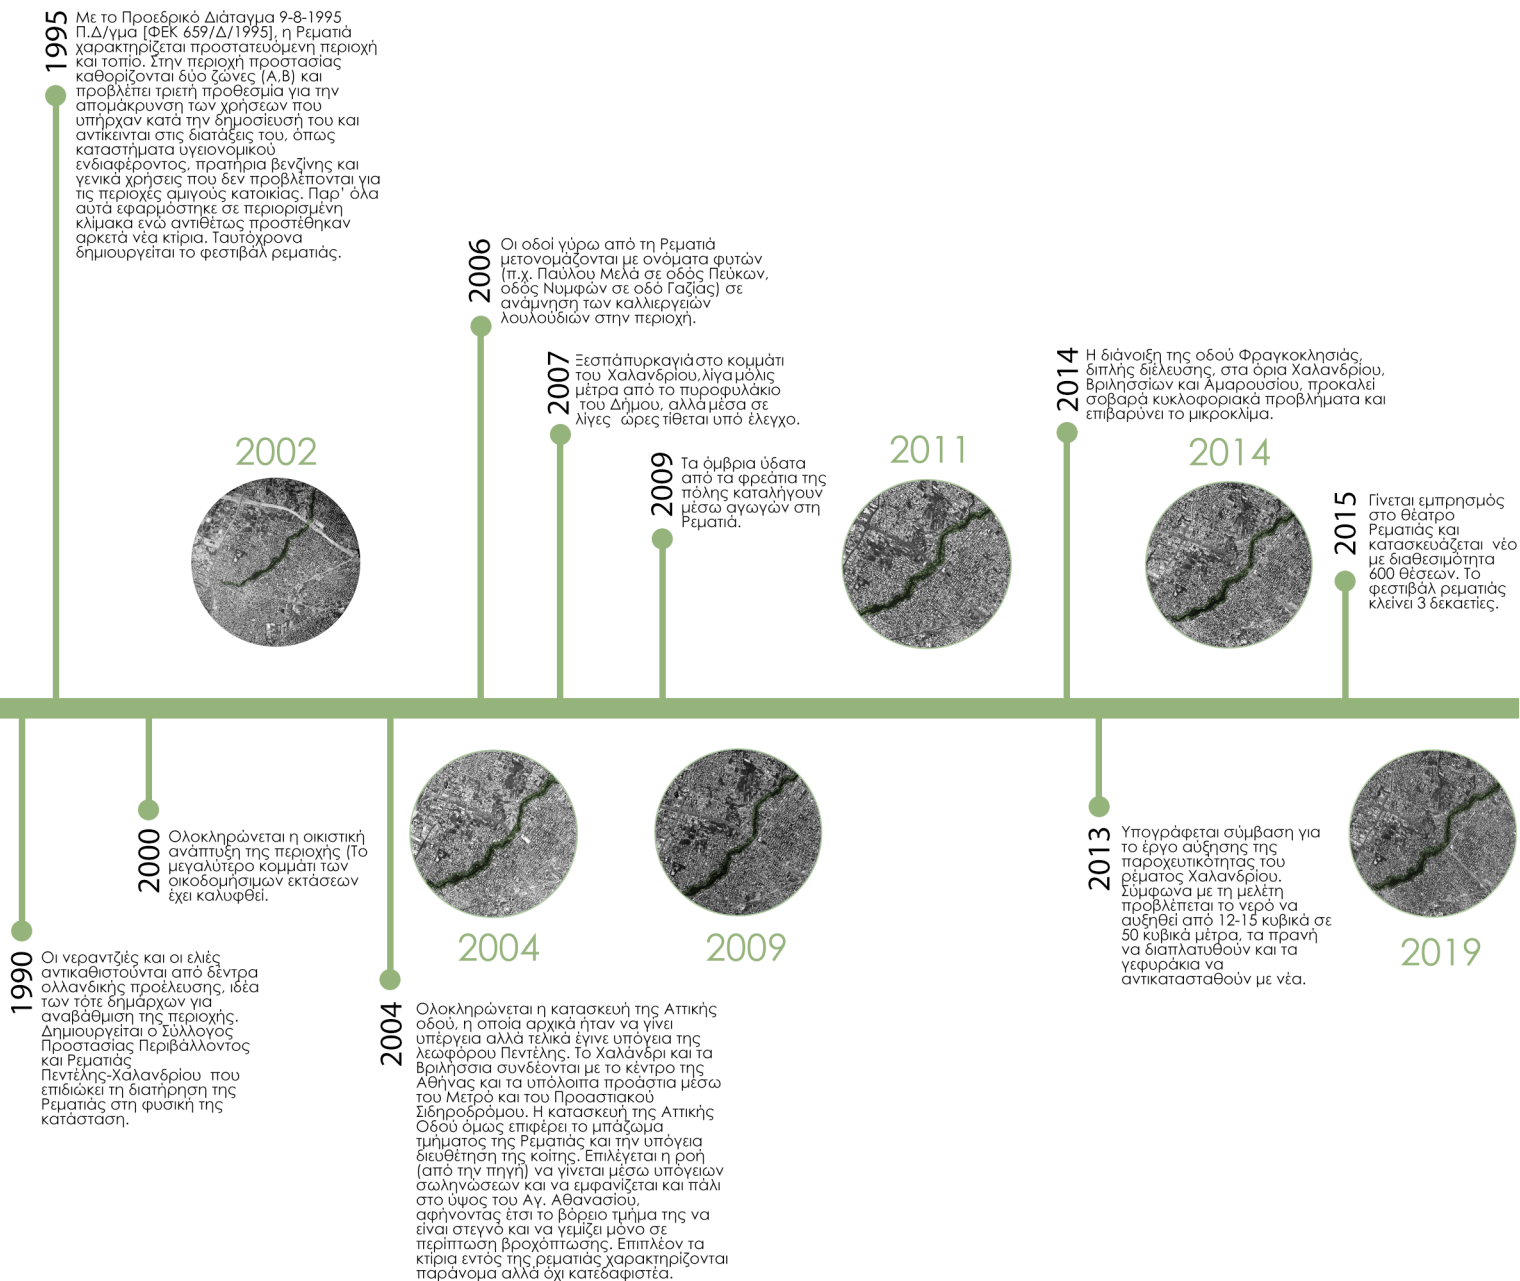 1995
Με το Προεδρικό Διάταγμα 9-8-1995
Π.Δ/γμα [ΦΕΚ 659/Δ/1995], η Ρεματιά
χαρακτηρίζεται προστατευόμενη περιοχή
και τοπίο. Στην περιοχή προστασίας
καθορίζονται δύο ζώνες (Α,Β) και
προβλέπει τριετή προθεσμία για την
απομάκρυνση των χρήσεων που
υπήρχαν κατά την δημοσίευσή του και
αντίκεινται στις διατάξεις του, όπως
καταστήματα υγειονομικού
ενδιαφέροντος, πρατήρια βενζίνης και
γενικά χρήσεις που δεν προβλέπονται για
τις περιοχές αμιγούς κατοικίας. Παρ' όλα
αυτά εφαρμόστηκε σε περιορισμένη
κλίμακα ενώ αντιθέτως προστέθηκαν
αρκετά νέα κτίρια. Ταυτόχρονα
δημιουργείται το φεστιβάλ ρεματιάς.
2006
Οι οδοί γύρω από τη Ρεματιά
μετονομάζονται με ονόματα φυτών
(π.χ. Παύλου Μελά σε οδός Πεύκων,
οδός Νυμφών σε οδό Γαζίας) σε
ανάμνηση των καλλιεργειών
λουλουδιών στην περιοχή.
2007
Ξεσπά πυρκαγιά στο κομμάτι
του Χαλανδρίου, λίγα μόλις
μέτρα από το πυροφυλάκιο
του Δήμου, αλλά μέσα σε
λίγες ώρες τίθεται υπό έλεγχο.
2014
Η διάνοιξη της οδού Φραγκοκλησιάς,
διπλής διέλευσης, στα όρια Χαλανδρίου,
Βριλησσίων και Αμαρουσίου, προκαλεί
σοβαρά κυκλοφοριακά προβλήματα και
επιβαρύνει το μικροκλίμα.
2002
2011
2014
2009
Τα όμβρια ύδατα
από τα φρεάτια της
πόλης καταλήγουν
μέσω αγωγών στη
Ρεματιά.
2015
Γίνεται εμπρησμός
στο θέατρο
Ρεματιάς και
κατασκευάζεται νέο
με διαθεσιμότητα
600 θέσεων. Το
φεστιβάλ ρεματιάς
κλείνει 3 δεκαετίες.
2000
Ολοκληρώνεται η οικιστική
ανάπτυξη της περιοχής (Το
μεγαλύτερο κομμάτι των
οικοδομήσιμων εκτάσεων
έχει καλυφθεί.
2013
Υπογράφεται σύμβαση για
το έργο αύξησης της
παροχευτικότητας του
ρέματος Χαλανδρίου.
Σύμφωνα με τη μελέτη
προβλέπεται το νερό να
αυξηθεί από 12-15 κυβικά σε
50 κυβικά μέτρα, τα πρανή
να διαπλατυθούν και τα
γεφυράκια να
αντικατασταθούν με νέα.
2004
2009
2019
1990
Οι νεραντζιές και οι ελιές
αντικαθιστούνται από δέντρα
ολλανδικής προέλευσης, ιδέα
των τότε δημάρχων για
αναβάθμιση της περιοχής.
Δημιουργείται ο Σύλλογος
Προστασίας Περιβάλλοντος
και Ρεματιάς
Πεντέλης-Χαλανδρίου που
επιδιώκει τη διατήρηση της
Ρεματιάς στη φυσική της
κατάσταση.
2004
Ολοκληρώνεται η κατασκευή της Αττικής
οδού, η οποία αρχικά ήταν να γίνει
υπέργεια αλλά τελικά έγινε υπόγεια της
λεωφόρου Πεντέλης. Το Χαλάνδρι και τα
Βριλήσσια συνδέονται με το κέντρο της
Αθήνας και τα υπόλοιπα προάστια μέσω
του Μετρό και του Προαστιακού
Σιδηροδρόμου. Η κατασκευή της Αττικής
Οδού όμως επιφέρει το μπάζωμα
τμήματος της Ρεματιάς και την υπόγεια
διευθέτηση της κοίτης. Επιλέγεται η ροή
(από την πηγή) να γίνεται μέσω υπόγειων
σωληνώσεων και να εμφανίζεται και πάλι
στο ύψος του Αγ. Αθανασίου,
αφήνοντας έτσι το βόρειο τμήμα της να
είναι στεγνό και να γεμίζει μόνο σε
περίπτωση βροχόπτωσης. Επιπλέον τα
κτίρια εντός της ρεματιάς χαρακτηρίζονται
παράνομα αλλά όχι κατεδαφιστέα.